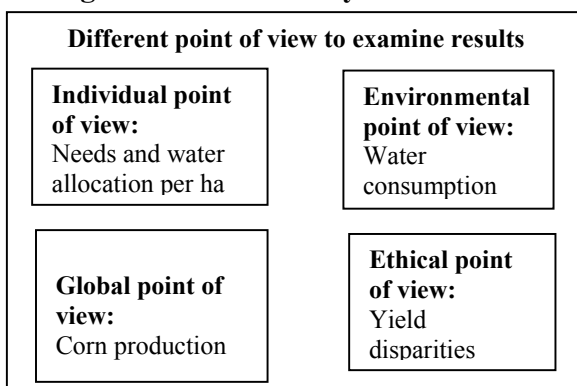 Different point of view to examine results
Individual point
of view:
Needs and water
allocation per ha
Environmental
point of view:
Water
consumption
Global point of
view:
Corn production
Ethical point
of view:
Yield
disparities